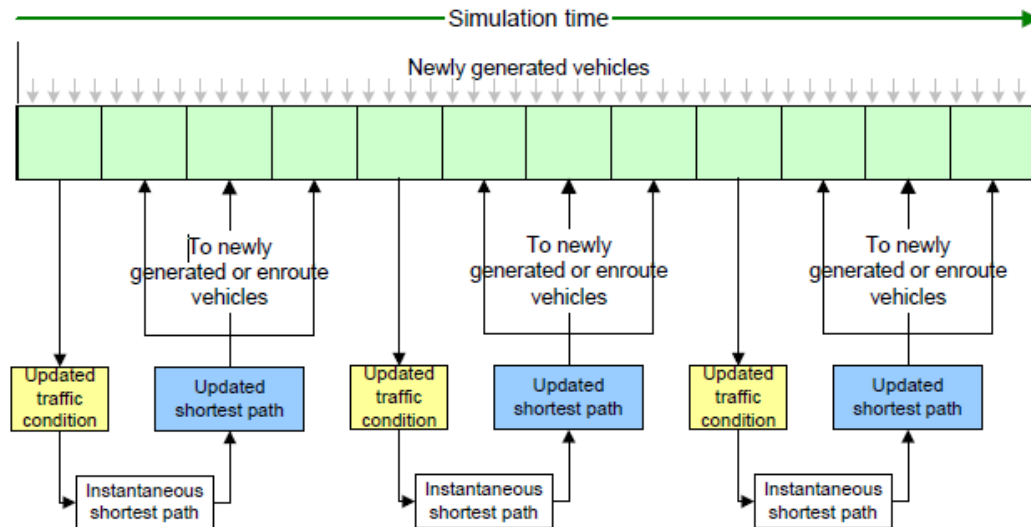 Simulation time
Newly generated vehicles
To newly
generated or enroute
vehicles
To newly
generated or enroute
vehicles
To newly
generated or enroute
vehicles
Updated
traffic
condition
Updated
shortest path
Updated
traffic
condition
Updated
shortest path
Updated
traffic
condition
Updated
shortest path
Instantaneous
shortest path
Instantaneous
shortest path
Instantaneous
shortest path